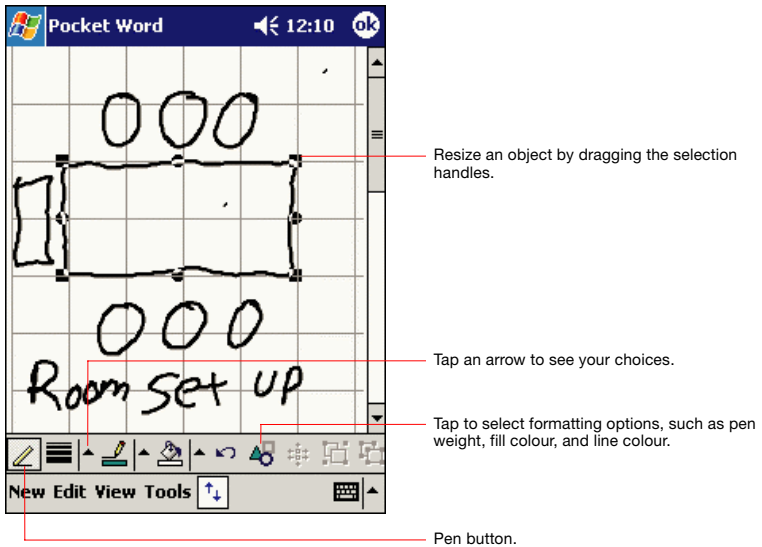 Pocket Word 12:10 ok
Resize an object by dragging the selection
handles.
Room set up
Tap an arrow to see your choices.
Tap to select formatting options, such as pen
weight, fill colour, and line colour.
New Edit View Tools
Pen button.